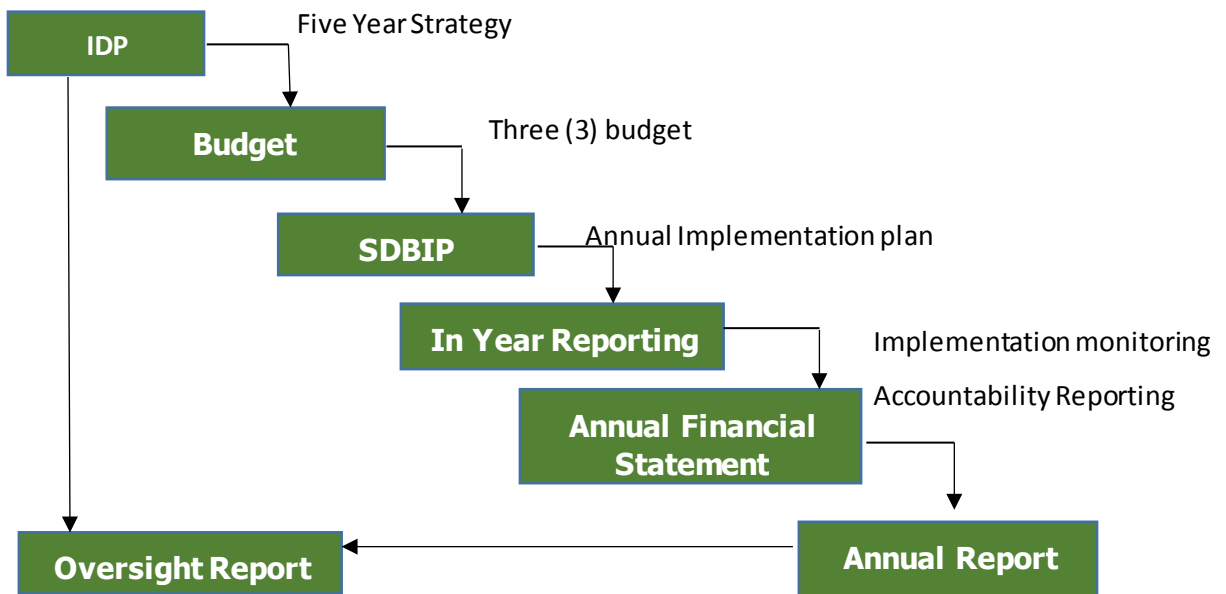 IDP
Five Year Strategy
Budget
Three (3) budget
SDBIP
Annual Implementation plan
In Year Reporting
Implementation monitoring
Accountability Reporting
Annual Financial
Statement
Oversight Report
Annual Report